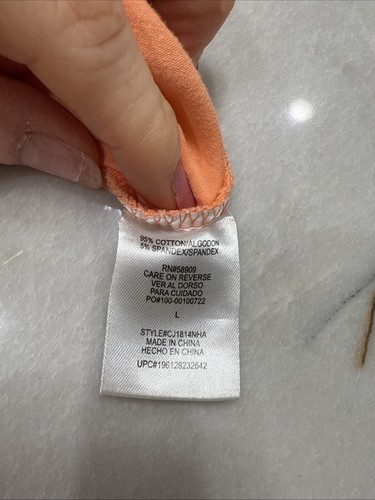 95% COTTON/ALGODON
5% SPANDEX/SPANDEX
RN#58909
CARE ON REVERSE
VER AL DORSO
PARA CUIDADO
PO#100-00100722
L
STYLE#CJ1814NHA
MADE IN CHINA
HECHO EN CHINA
UPC#196128232642